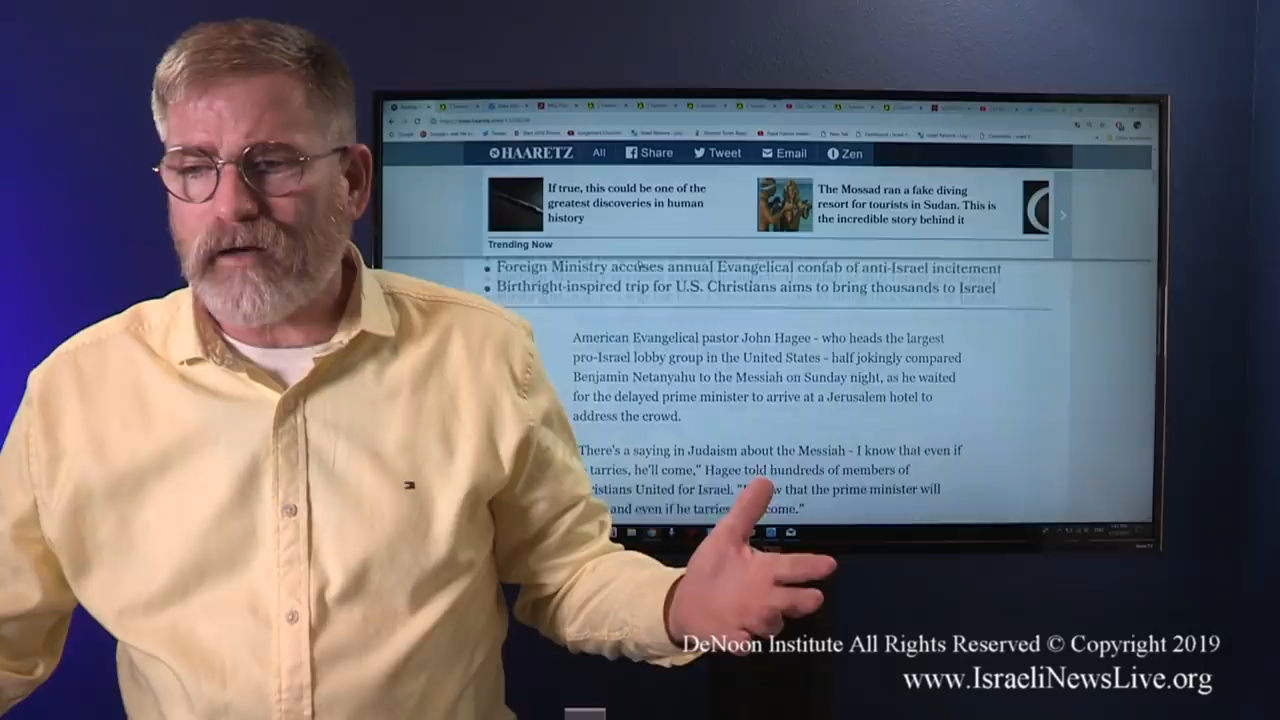 HAARETZ All Share Tweet Email Zen
If true, this could be one of the
greatest discoveries in human
history
The Mossad ran a fake diving
resort for tourists in Sudan. This is
the incredible story behind it
Trending Now
Foreign Ministry accuses annual Evangelical confab of anti-Israel incitement
Birthright-inspired trip for U.S. Christians aims to bring thousands to Israel
American Evangelical pastor John Hagee - who heads the largest
pro-Israel lobby group in the United States - half jokingly compared
Benjamin Netanyahu to the Messiah on Sunday night, as he waited
for the delayed prime minister to arrive at a Jerusalem hotel to
address the crowd.
There's a saying in Judaism about the Messiah - I know that even if
tarries, he'll come," Hagee told hundreds of members of
ristians United for Israel. that the prime minister will
and even if he tarries come."
DeNoon Institute All Rights Reserved © Copyright 2019
www.IsraeliNewsLive.org